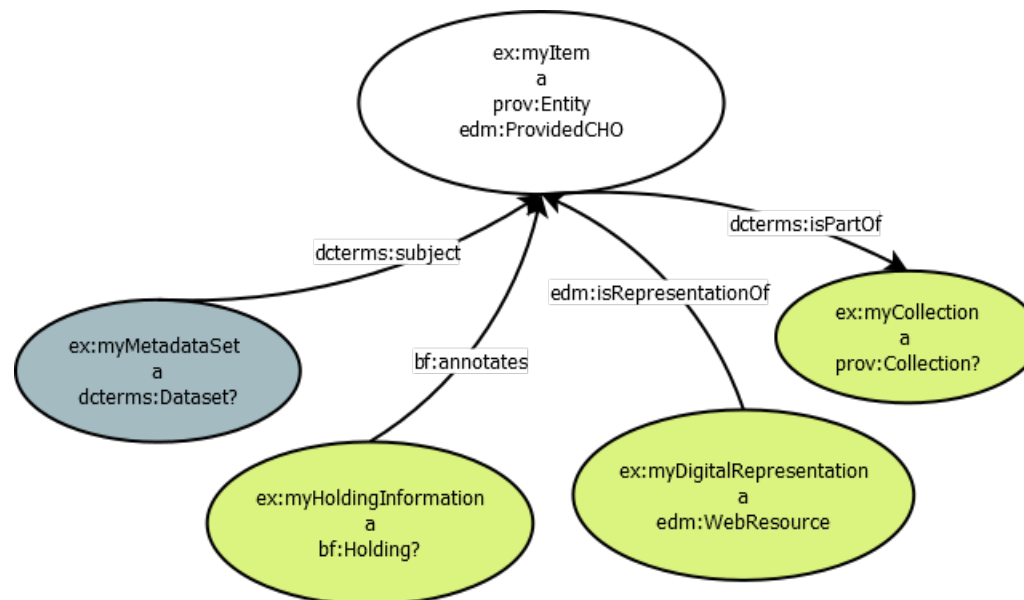 ex:myItem
a
prov:Entity
edm:ProvidedCHO
dcterms:isPartOf
dcterms:subject
edm:isRepresentationOf
ex:myCollection
a
prov:Collection?
ex:myMetadataSet
a
dcterms:Dataset?
bf:annotates
ex:myDigitalRepresentation
a
edm:WebResource
ex:myHoldingInformation
a
bf:Holding?